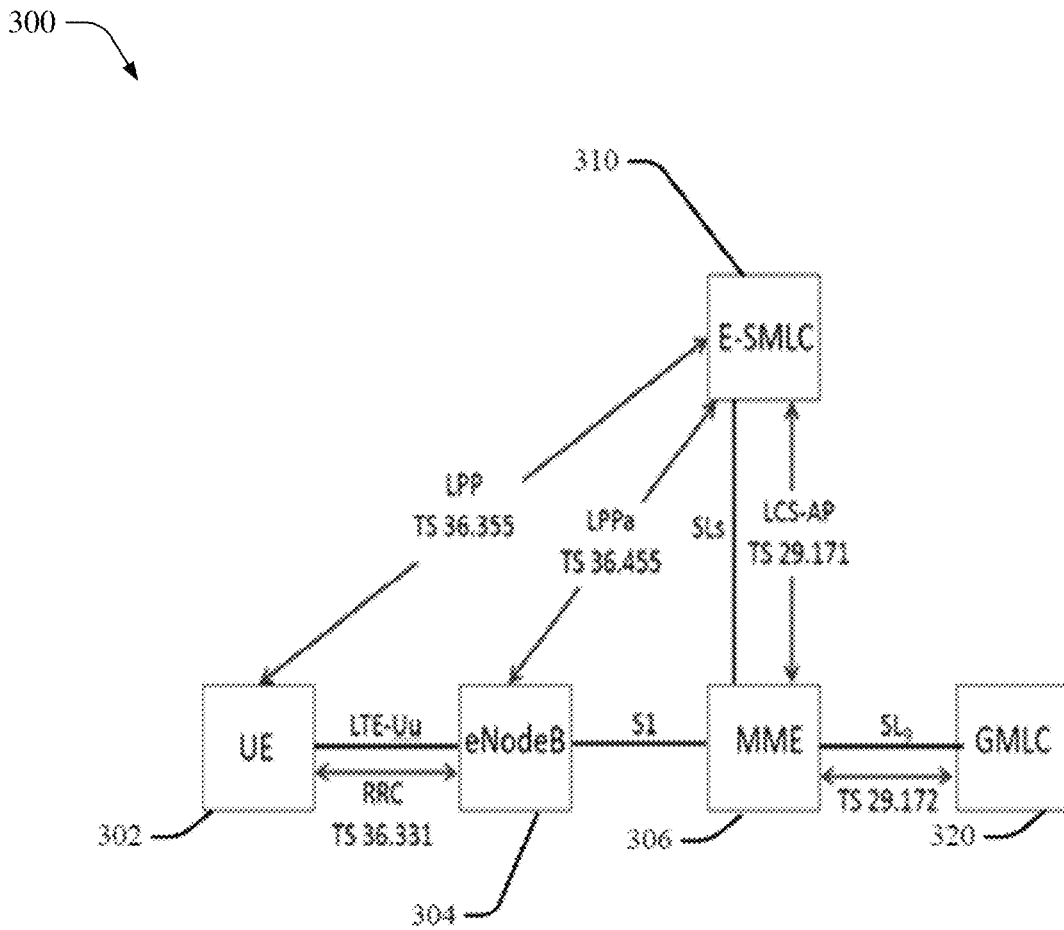 300
310
E-SMLC
LPP
TS 36.355
LPPa
TS 36.455
SLs
LCS-AP
TS 29.171
UE
LTE-Uu
RRC
TS 36.331
eNodeB
S1
MME
SLg
TS 29.172
GMLC
302
304
306
320